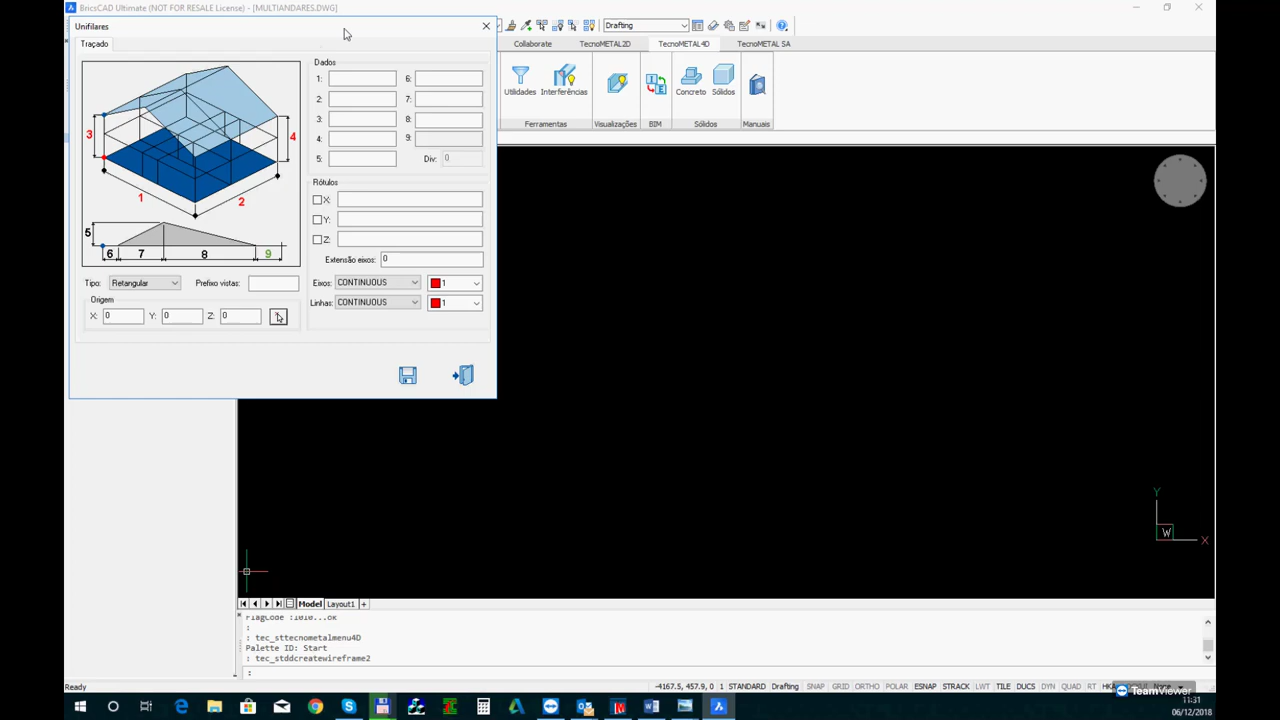 BricsCAD Ultimate (NOT FOR RESALE License) - [MULTIANDARES.DWG]
Unifilares
Drafting
Traçado
Collaborate TecnoMETAL2D TecnoMETAL4D TecnoMETAL SA
Dados
1: 6:
2: 7:
3: 8:
4: 9:
5: Div: 0
3 4
1 2
5
6 7 8 9
Utilidades Interferências Concreto Sólidos
Ferramentas Visualizações BIM Sólidos Manuais
Rótulos
X:
Y:
Z:
Extensão eixos: 0
Tipo: Retangular Prefixo vistas:
Eixos: CONTINUOUS 1
Origem
Linhas: CONTINUOUS 1
X: 0 Y: 0 Z: 0
Y
W X
Model Layout1 +
FlagCode :1010...ok
:
: tec_sttecnometalmenu4D
Palette ID: Start
: tec_stddcreatewireframe2
:
Ready -4167.5, 457.9, 0 1 STANDARD Drafting SNAP GRID ORTHO POLAR ESNAP STRACK LWT TILE DUCS DYN QUAD RT HKA None
TeamViewer
11:31
06/12/2018